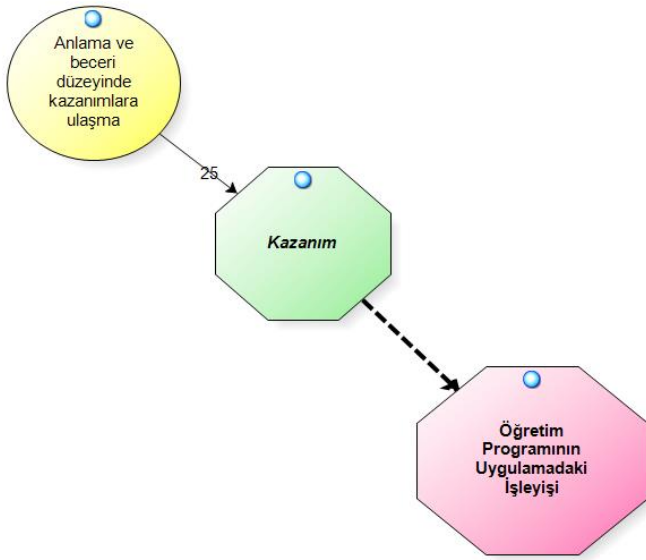 Anlama ve
beceri
düzeyinde
kazanımlara
ulaşma
25
Kazanım
Öğretim
Programının
Uygulamadaki
İşleyişi